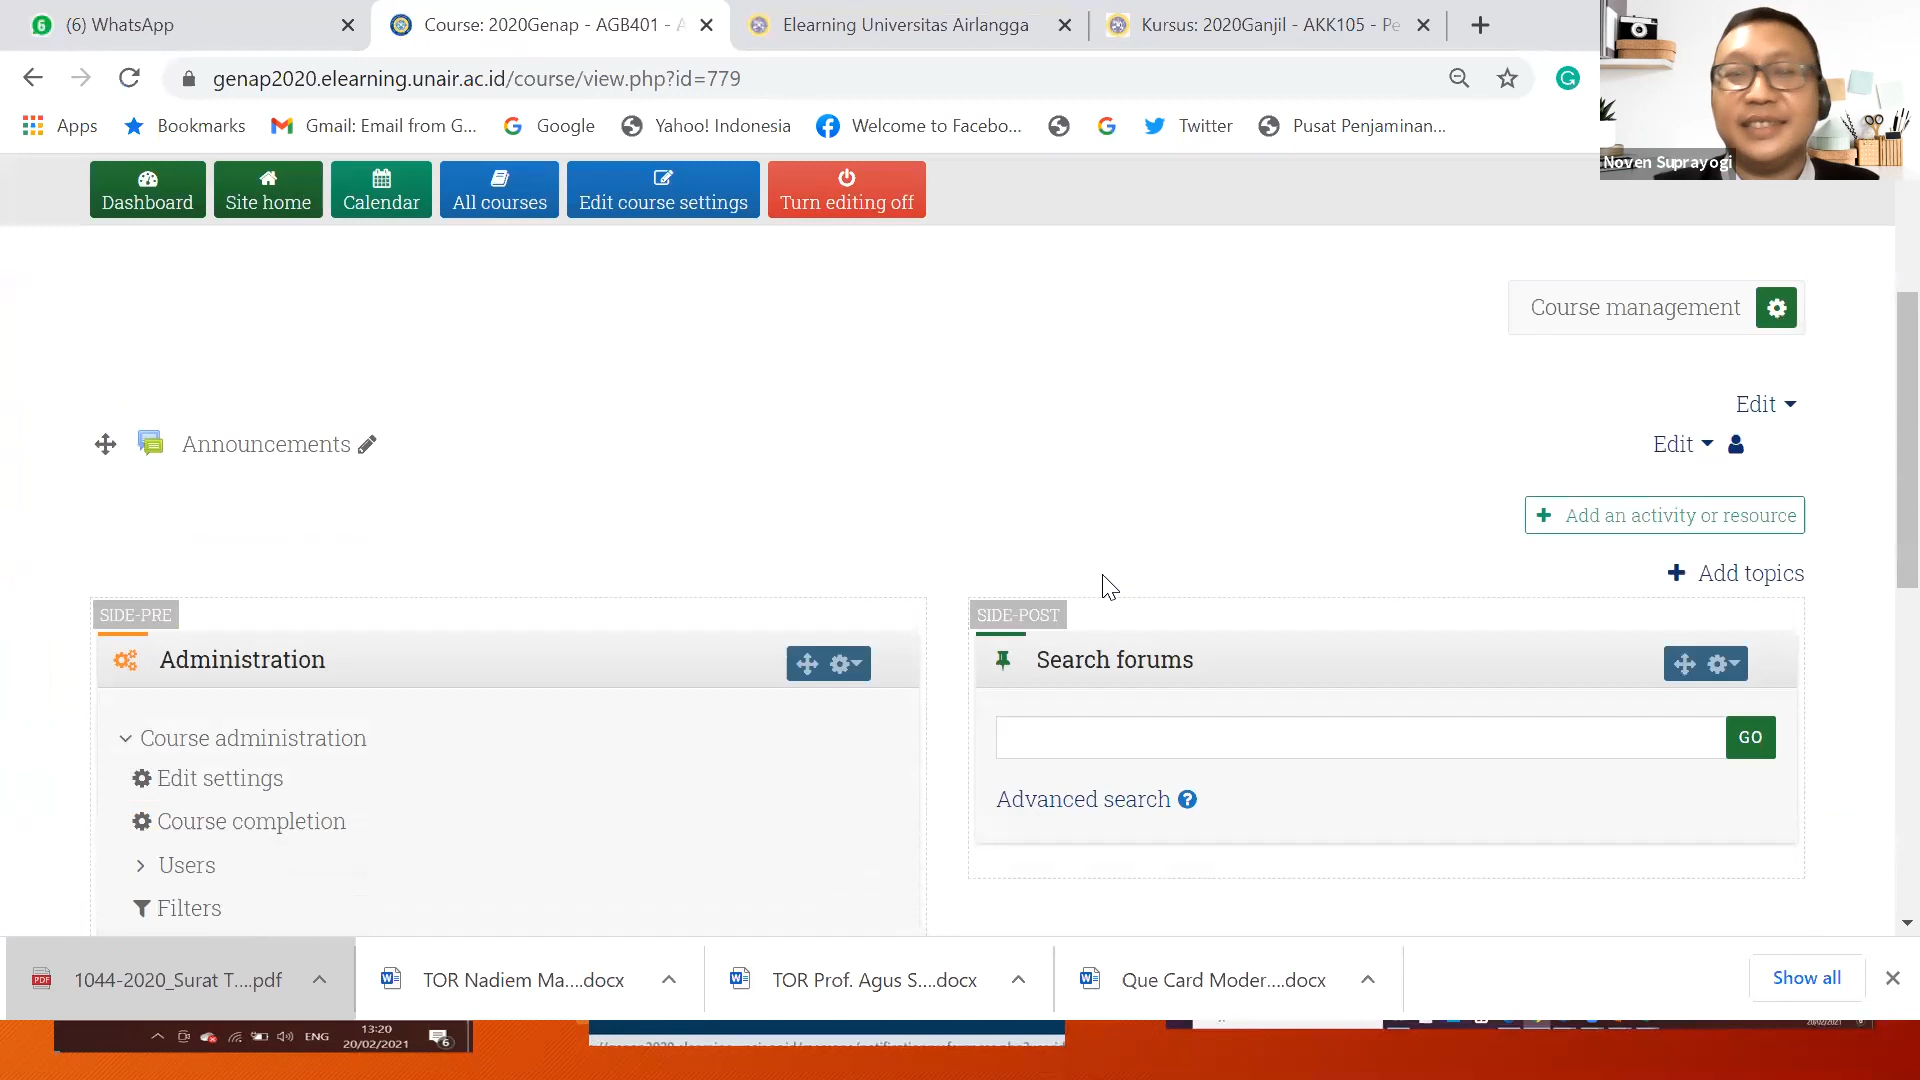 (6) WhatsApp
Course: 2020Genap - AGB401 - A
Elearning Universitas Airlangga
Kursus: 2020Ganjil - AKK105 - Pe
genap2020.elearning.unair.ac.id/course/view.php?id=779
Apps
Bookmarks
Gmail: Email from G...
Google
Yahoo! Indonesia
Welcome to Facebo...
Twitter
Pusat Penjaminan...
Noven Suprayogi
Dashboard
Site home
Calendar
All courses
Edit course settings
Turn editing off
Course management
Edit
Announcements
Edit
Add an activity or resource
Add topics
SIDE-PRE
SIDE-POST
Administration
Search forums
Course administration
GO
Edit settings
Advanced search
Course completion
Users
Filters
1044-2020_Surat T....pdf
TOR Nadiem Ma....docx
TOR Prof. Agus S....docx
Que Card Moder....docx
Show all
ENG
13:20
20/02/2021
6